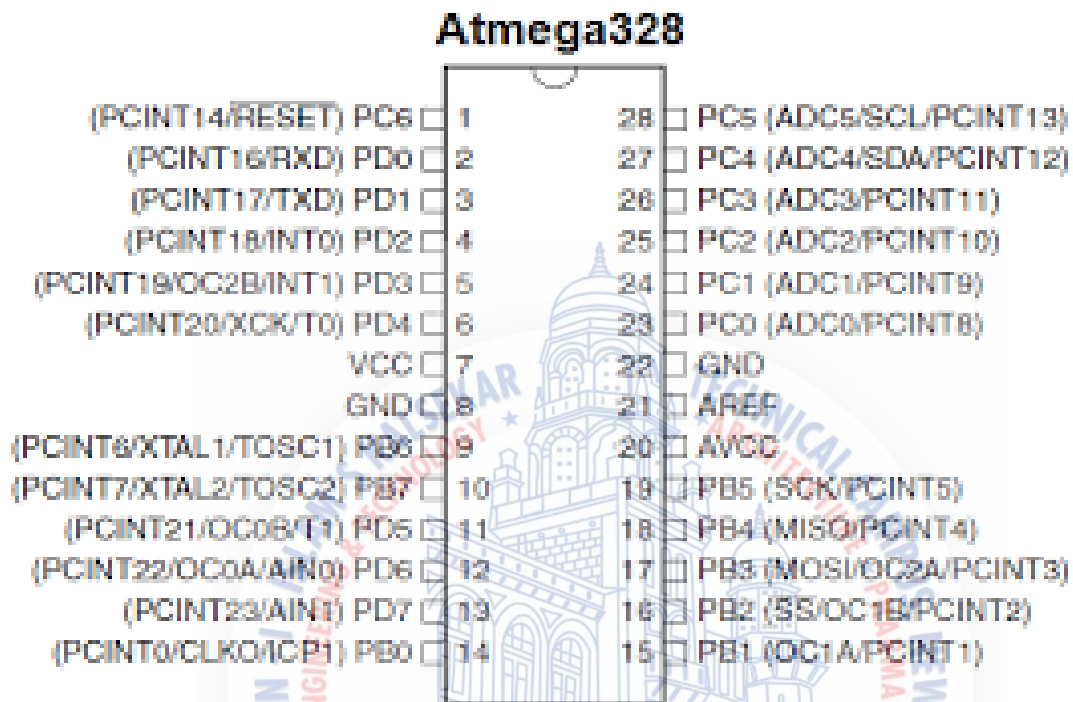 Atmega328
(PCINT14/RESET) PC6 1 28 PC5 (ADC5/SCL/PCINT13)
(PCINT16/RXD) PD0 2 27 PC4 (ADC4/SDA/PCINT12)
(PCINT17/TXD) PD1 3 26 PC3 (ADC3/PCINT11)
(PCINT18/INT0) PD2 4 25 PC2 (ADC2/PCINT10)
(PCINT19/OC2B/INT1) PD3 5 24 PC1 (ADC1/PCINT9)
(PCINT20/XCK/T0) PD4 6 23 PC0 (ADC0/PCINT8)
VCC 7 22 GND
GND 8 21 AREF
(PCINT6/XTAL1/TOSC1) PB6 9 20 AVCC
(PCINT7/XTAL2/TOSC2) PB7 10 19 PB5 (SCK/PCINT5)
(PCINT21/OC0B/T1) PD5 11 18 PB4 (MISO/PCINT4)
(PCINT22/OC0A/AIN0) PD6 12 17 PB3 (MOSI/OC2A/PCINT3)
(PCINT23/AIN1) PD7 13 16 PB2 (SS/OC1B/PCINT2)
(PCINT0/CLKO/ICP1) PB0 14 15 PB1 (OC1A/PCINT1)
KALSEKAR TECHNICAL CAMPUS
TECHNOLOGY ARCHITECTURE
&